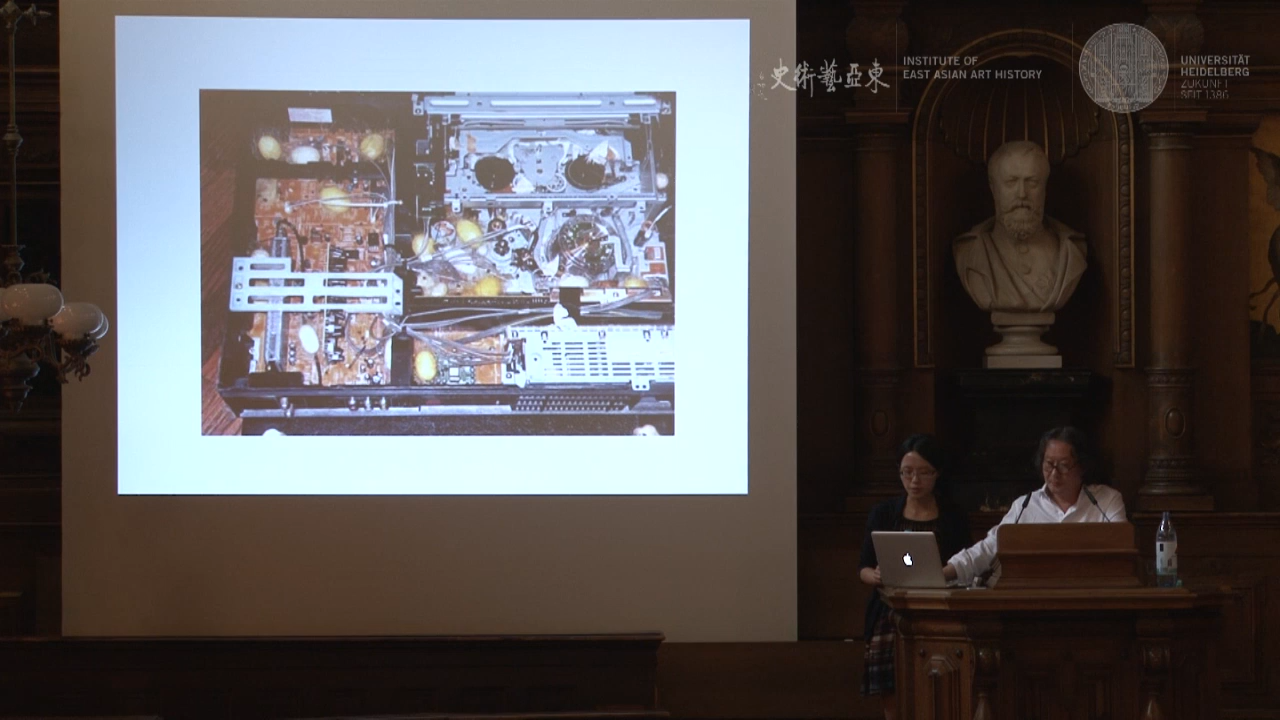 史術藝亞東
INSTITUTE OF
EAST ASIAN ART HISTORY
UNIVERSITÄT
HEIDELBERG
ZUKUNFT
SEIT 1386